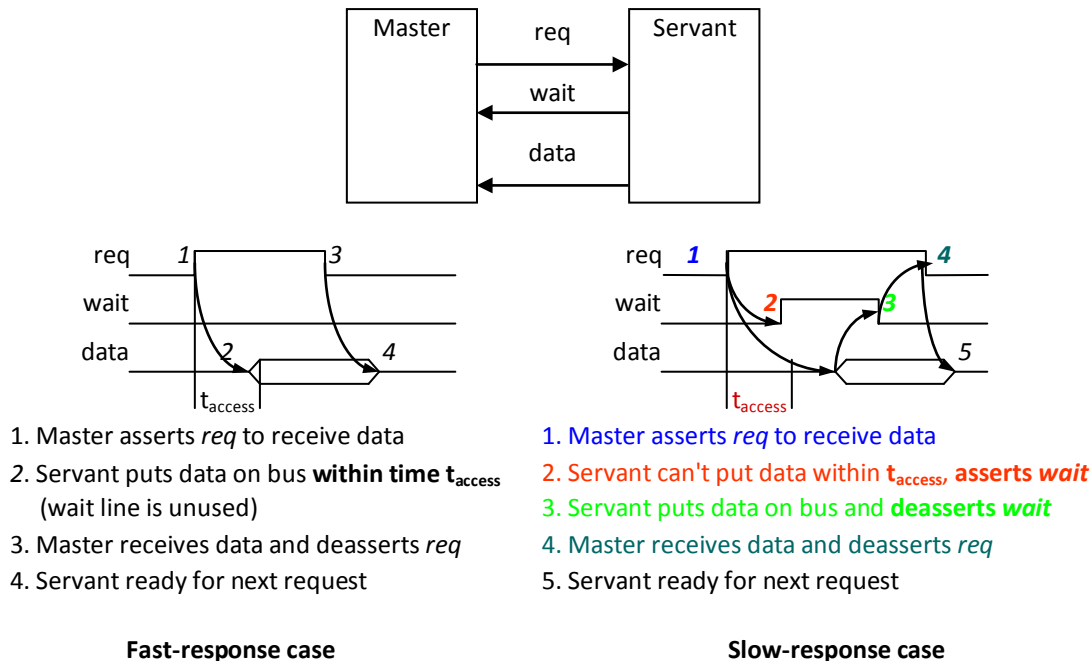 Master
Servant
req
wait
data
req 1 3
wait
data 2 4
t_access
1. Master asserts req to receive data
2. Servant puts data on bus within time t_access
(wait line is unused)
3. Master receives data and deasserts req
4. Servant ready for next request
Fast-response case
req 1 4
wait 2 3
data 5
t_access
1. Master asserts req to receive data
2. Servant can't put data within t_access, asserts wait
3. Servant puts data on bus and deasserts wait
4. Master receives data and deasserts req
5. Servant ready for next request
Slow-response case